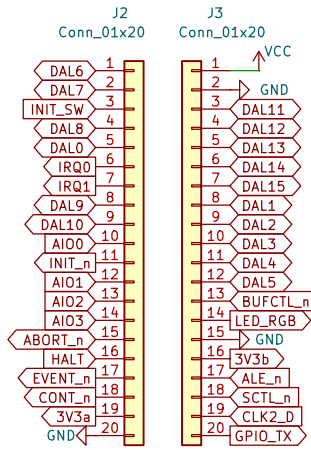 J2 J3
Conn_01x20 Conn_01x20
VCC
DAL6 1 1
DAL7 2 2 GND
INIT_SW 3 3 DAL11
DAL8 4 4 DAL12
DAL0 5 5 DAL13
IRQ0 6 6 DAL14
IRQ1 7 7 DAL15
DAL9 8 8 DAL1
DAL10 9 9 DAL2
AIO0 10 10 DAL3
INIT_n 11 11 DAL4
AIO1 12 12 DAL5
AIO2 13 13 BUFCTL_n
AIO3 14 14 LED_RGB
ABORT_n 15 15 GND
HALT 16 16 3V3b
EVENT_n 17 17 ALE_n
CONT_n 18 18 SCTL_n
3V3a 19 19 CLK2_D
GND 20 20 GPIO_TX